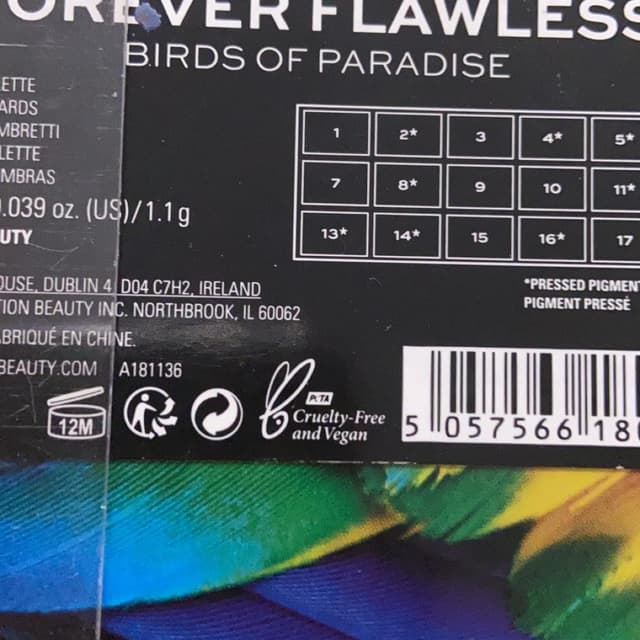 OREVER FLAWLESS
BIRDS OF PARADISE
ETTE
ARDS
MBRETTI
LETTE
MBRAS
0.039 oz. (US)/1.1g
UTY
1 2* 3 4* 5*
7 8* 9 10 11*
13* 14* 15 16* 17
*PRESSED PIGMENT
PIGMENT PRESSÉ
OUSE, DUBLIN 4, D04 C7H2, IRELAND
TION BEAUTY INC. NORTHBROOK, IL 60062
ABRIQUÉ EN CHINE.
BEAUTY.COM A181136
12M
PETA
Cruelty-Free
and Vegan
5 057566 180